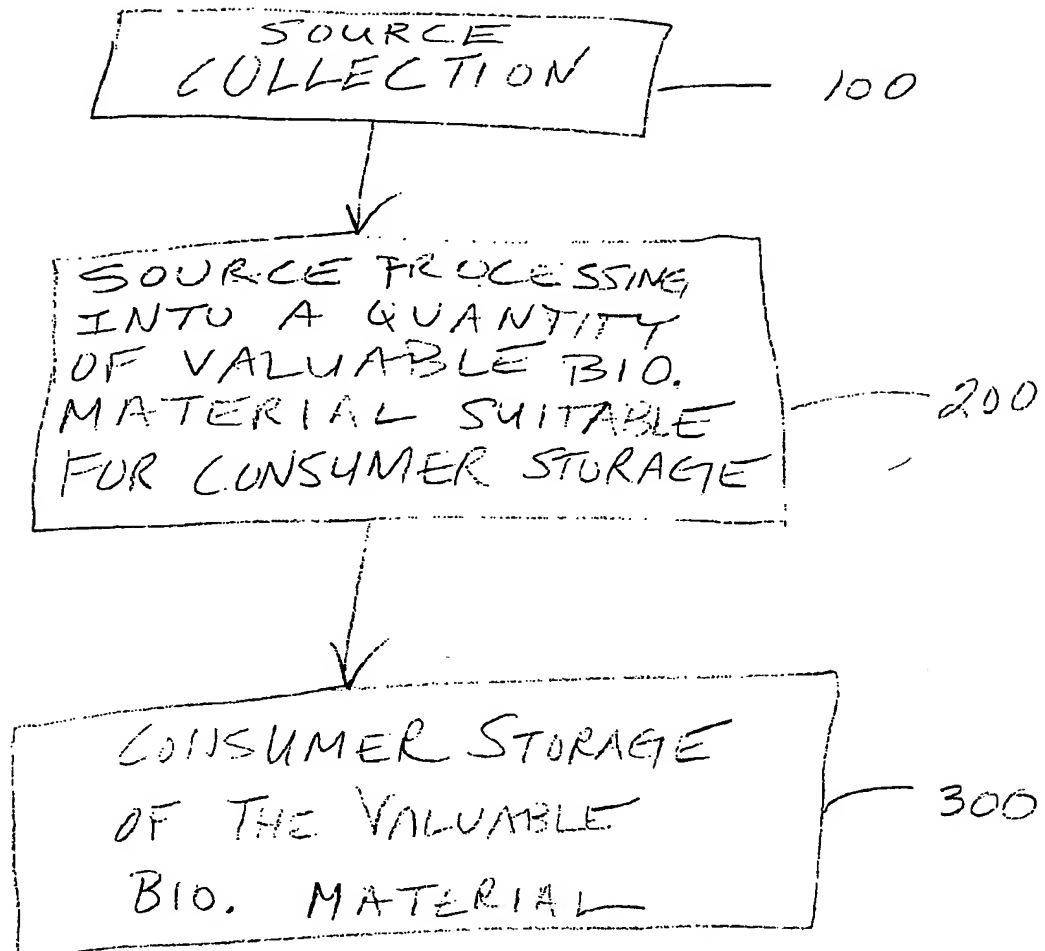 SOURCE
COLLECTION
100
SOURCE PROCESSING
INTO A QUANTITY
OF VALUABLE BIO.
MATERIAL SUITABLE
FOR CONSUMER STORAGE
200
CONSUMER STORAGE
OF THE VALUABLE
BIO. MATERIAL
300